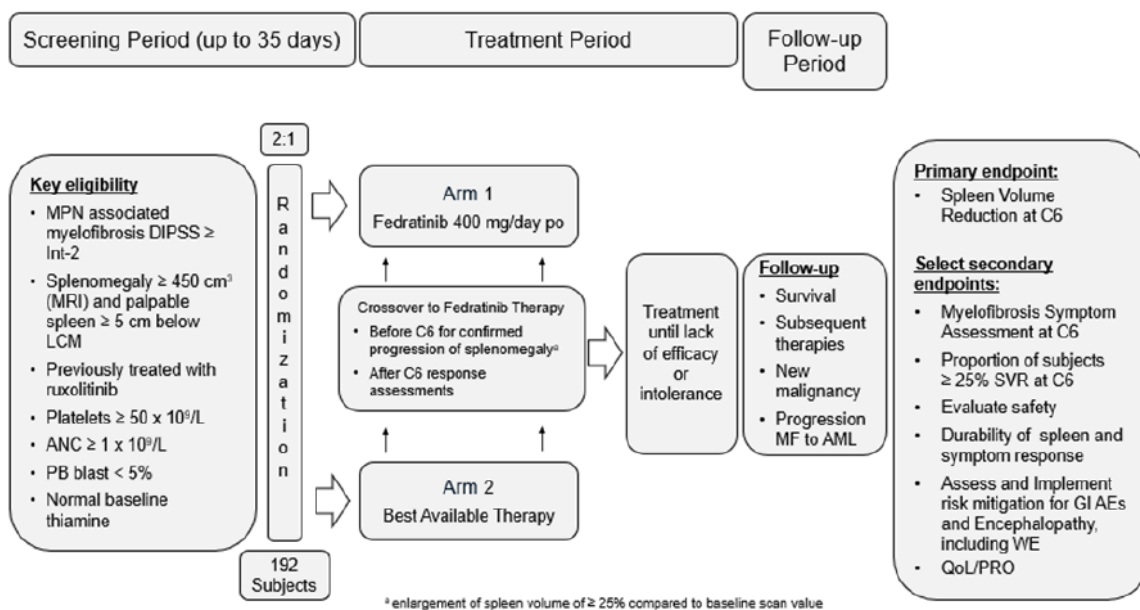 Screening Period (up to 35 days)
Treatment Period
Follow-up
Period
2:1
Key eligibility
• MPN associated
myelofibrosis DIPSS ≥
Int-2
• Splenomegaly ≥ 450 cm³
(MRI) and palpable
spleen ≥ 5 cm below
LCM
• Previously treated with
ruxolitinib
• Platelets ≥ 50 x 10⁹/L
• ANC ≥ 1 x 10⁹/L
• PB blast < 5%
• Normal baseline
thiamine
Randomization
192
Subjects
Arm 1
Fedratinib 400 mg/day po
Crossover to Fedratinib Therapy
• Before C6 for confirmed
progression of splenomegalyᵃ
• After C6 response
assessments
Arm 2
Best Available Therapy
Treatment
until lack
of efficacy
or
intolerance
Follow-up
• Survival
• Subsequent
therapies
• New
malignancy
• Progression
MF to AML
Primary endpoint:
• Spleen Volume
Reduction at C6
Select secondary
endpoints:
• Myelofibrosis Symptom
Assessment at C6
• Proportion of subjects
≥ 25% SVR at C6
• Evaluate safety
• Durability of spleen and
symptom response
• Assess and Implement
risk mitigation for GI AEs
and Encephalopathy,
including WE
• QoL/PRO
ᵃ enlargement of spleen volume of ≥ 25% compared to baseline scan value